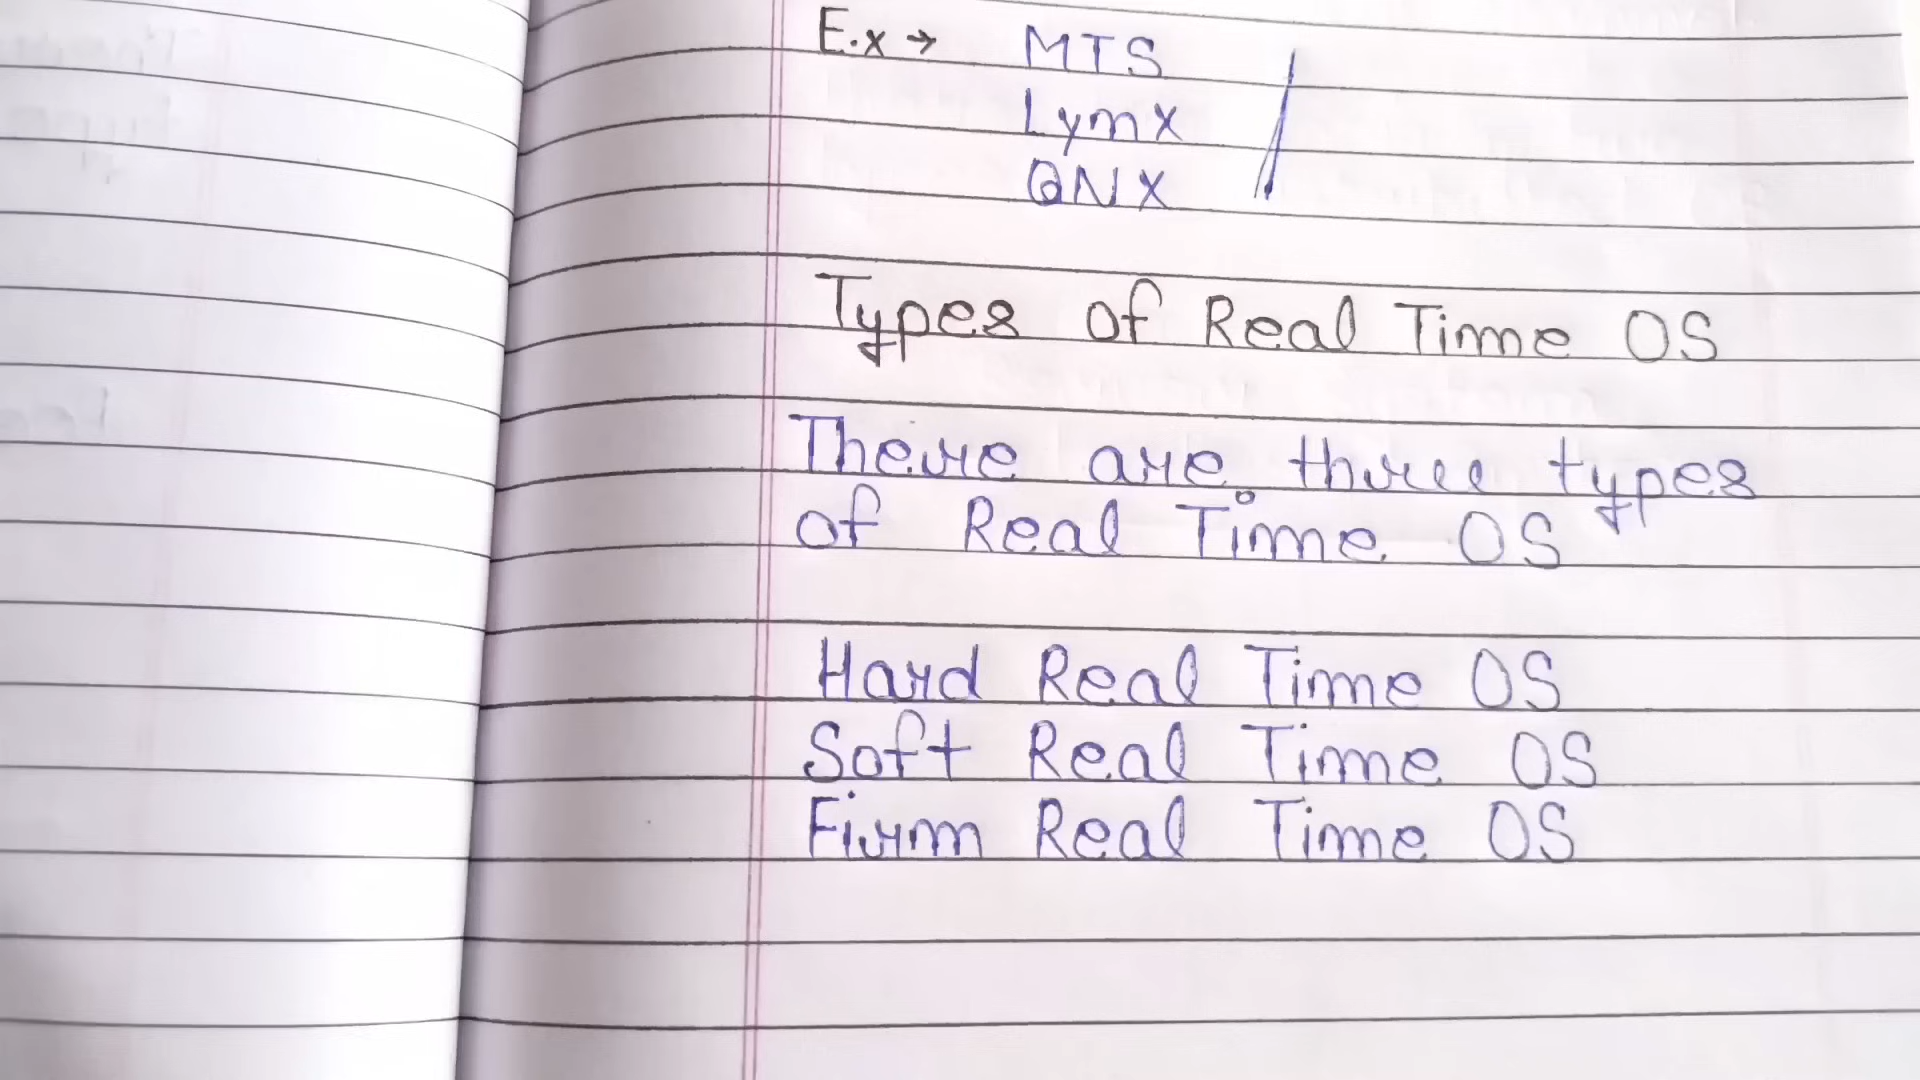 E.x → MTS
Lynx
QNX
Types of Real Time OS
There are three types
of Real Time OS
Hard Real Time OS
Soft Real Time OS
Firm Real Time OS